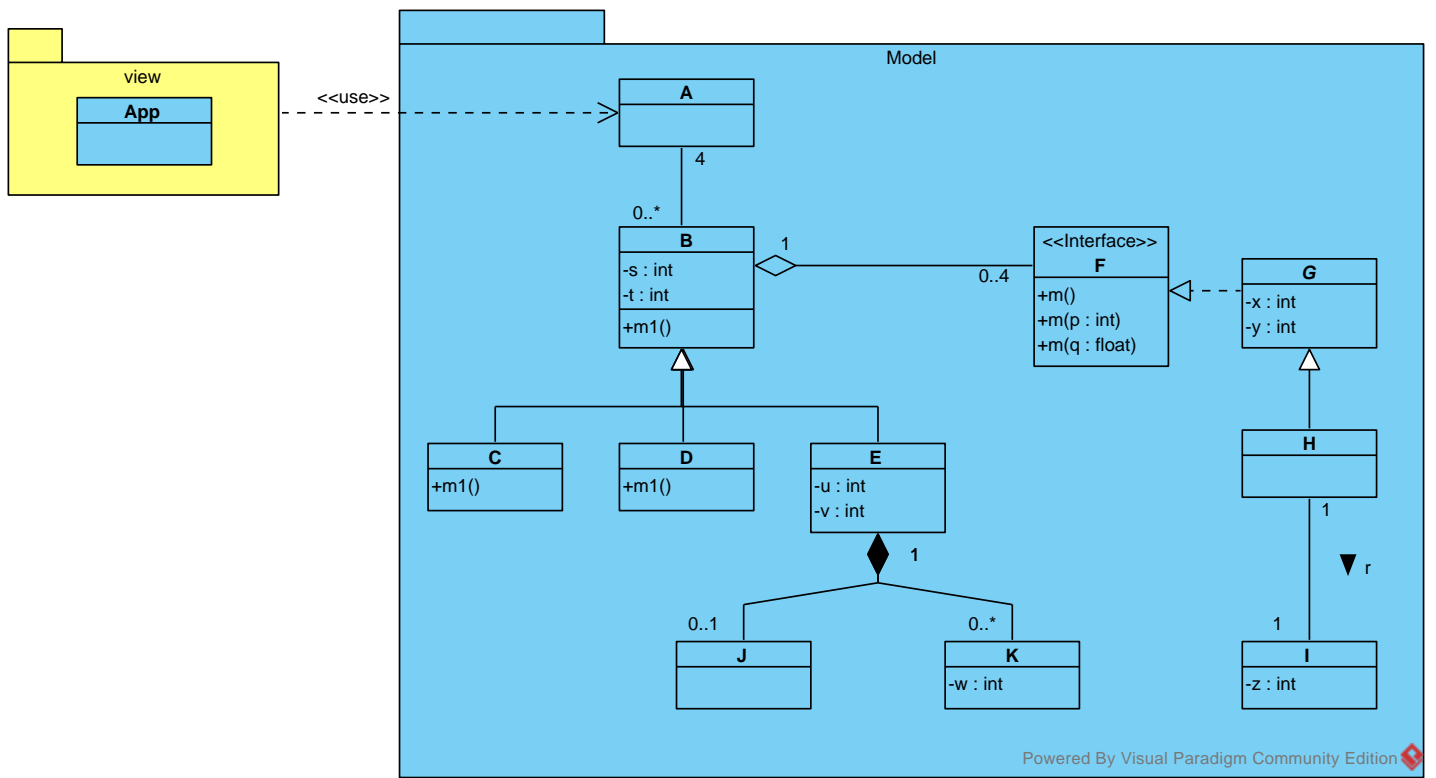 Model
view
App
<<use>>
A
4
0..*
B
-s : int
-t : int
+m1()
1
0..4
<<Interface>>
F
+m()
+m(p : int)
+m(q : float)
G
-x : int
-y : int
C
+m1()
D
+m1()
E
-u : int
-v : int
H
1
r
1
1
0..1
0..*
J
K
-w : int
I
-z : int
Powered By Visual Paradigm Community Edition